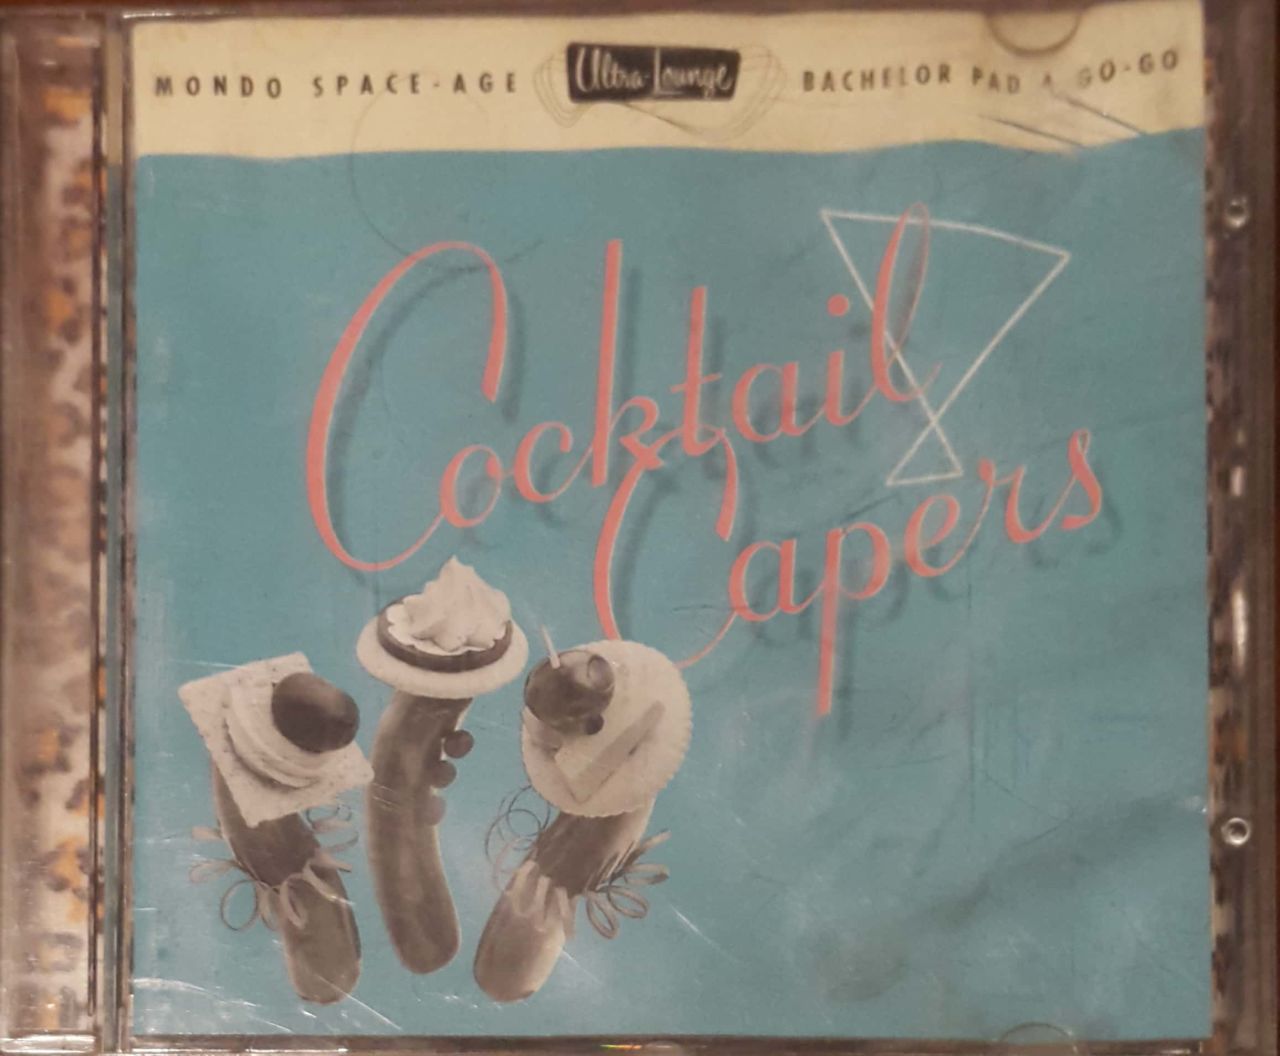 MONDO SPACE-AGE Ultra-Lounge BACHELOR PAD A GO-GO
Cocktail
Capers